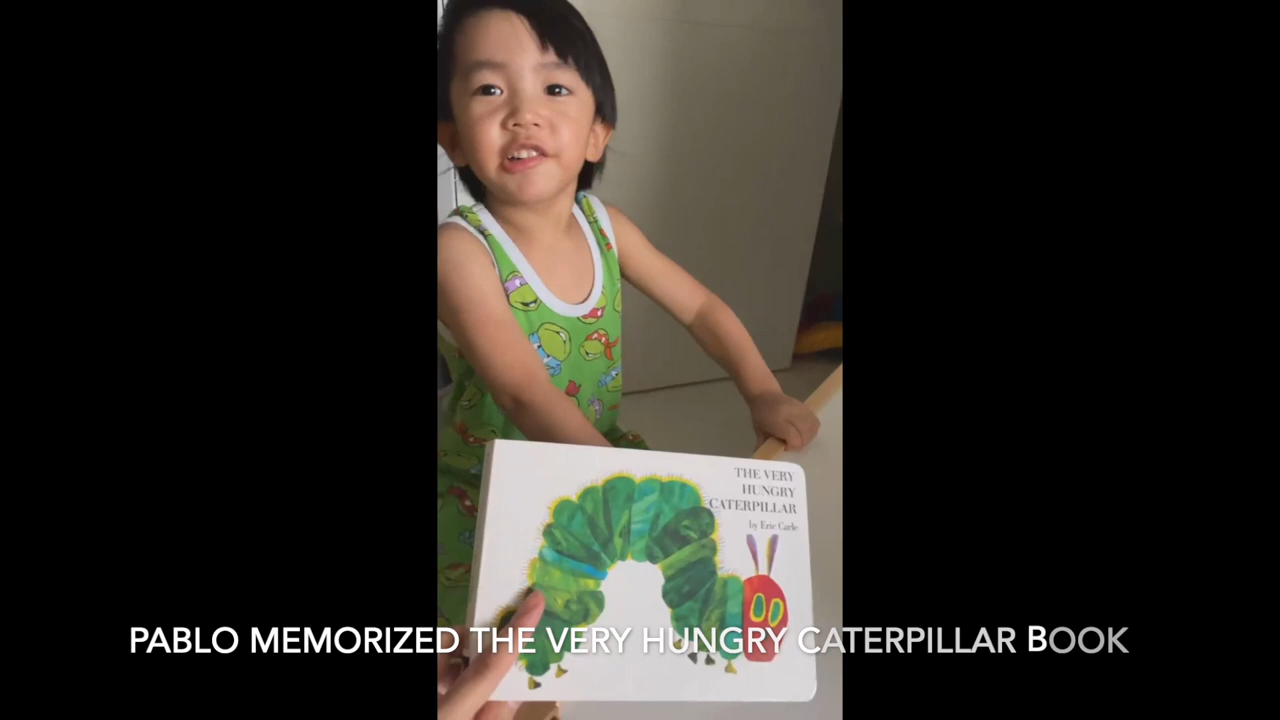 THE VERY
HUNGRY
CATERPILLAR
by Eric Carle
PABLO MEMORIZED THE VERY HUNGRY CATERPILLAR BOOK